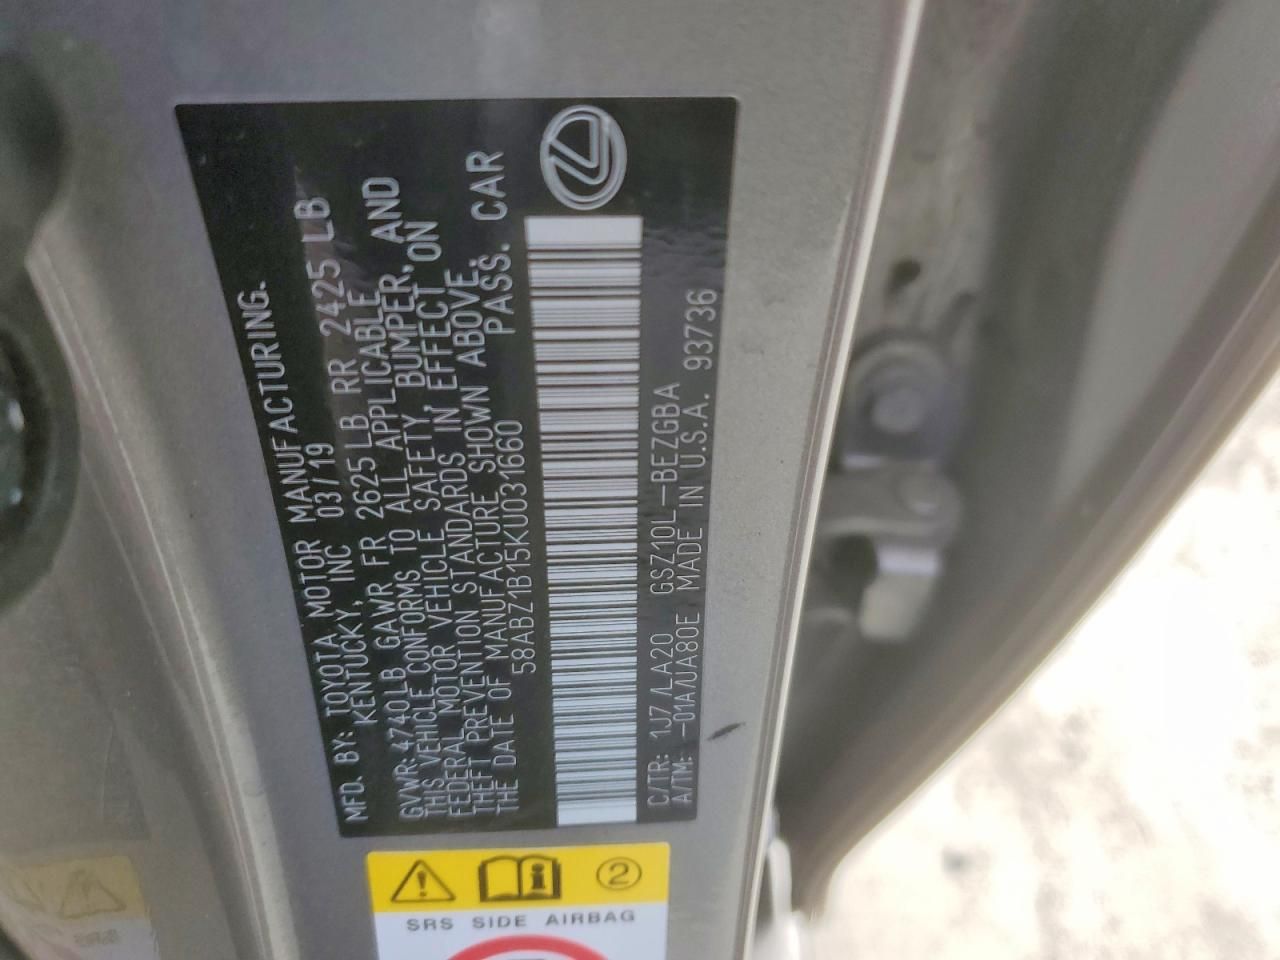 MFD. BY: TOYOTA MOTOR MANUFACTURING.
KENTUCKY, INC 03/19
GVWR: 4740LB GAWR FR 2625LB RR 2425 LB
THIS VEHICLE CONFORMS TO ALL APPLICABLE
FEDERAL MOTOR VEHICLE SAFETY, BUMPER, AND
THEFT PREVENTION STANDARDS IN EFFECT ON
THE DATE OF MANUFACTURE SHOWN ABOVE.
58ABZ1B15KU031660 PASS. CAR
C/TR: 1J7/LA20 GSZ10L-BEZGBA
A/TM: -01A/UA80E MADE IN U.S.A. 93736
2
SRS SIDE AIRBAG